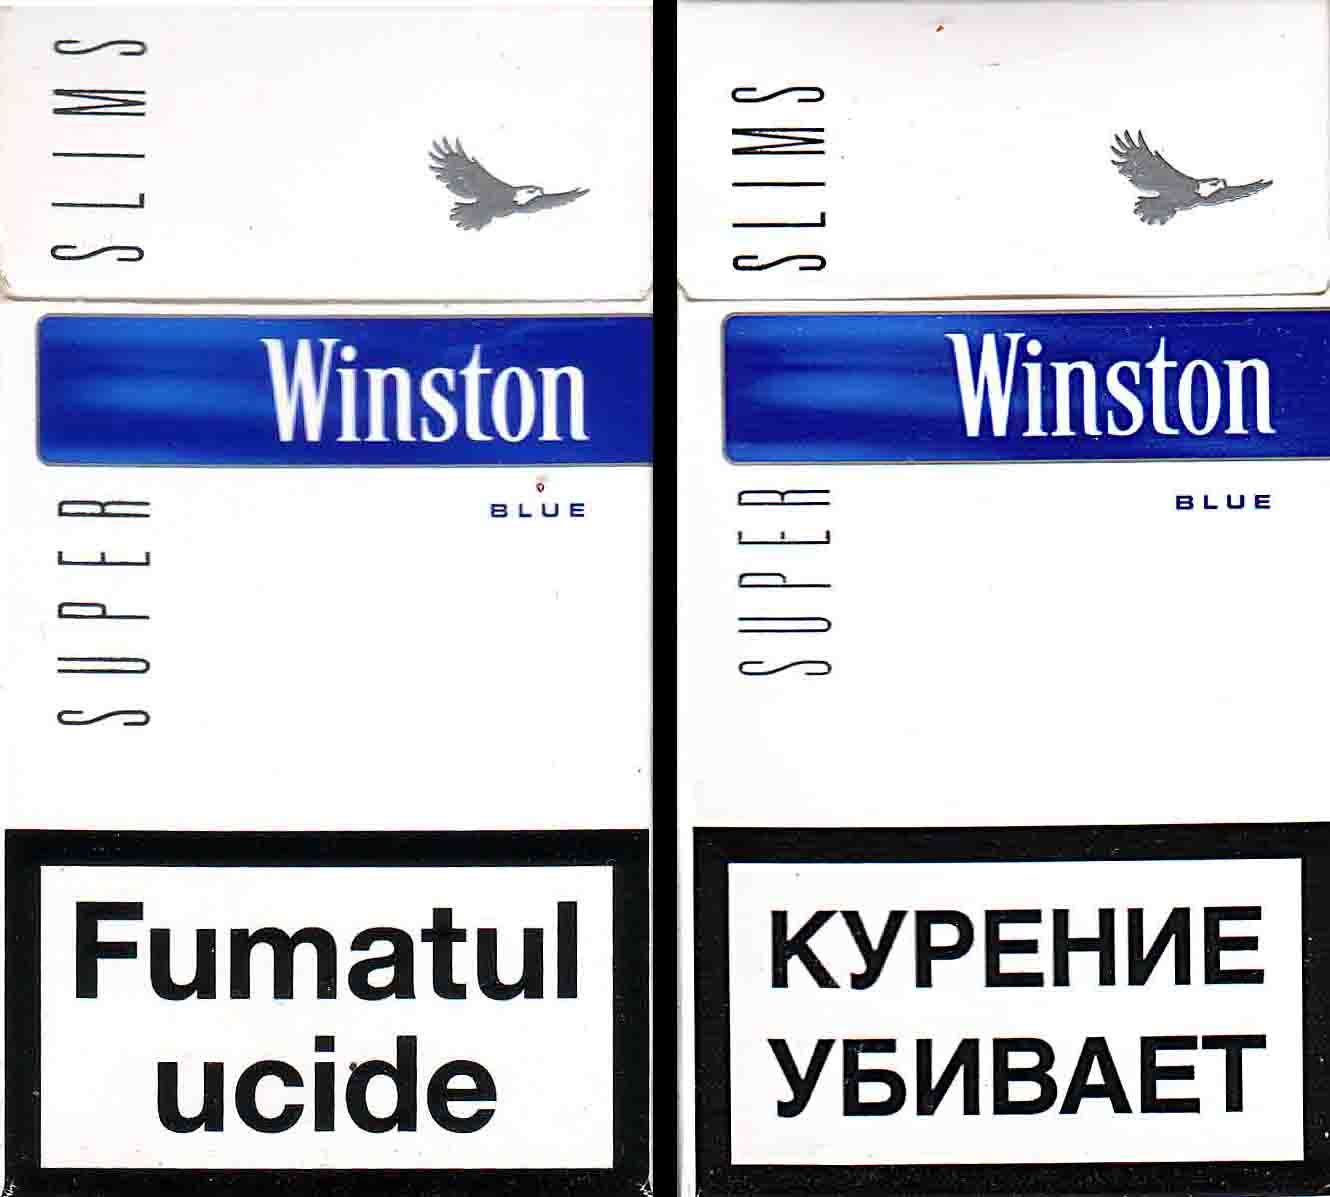 SLIMS
Winston
BLUE
SUPER
Fumatul
ucide
SLIMS
Winston
BLUE
SUPER
КУРЕНИЕ
УБИВАЕТ